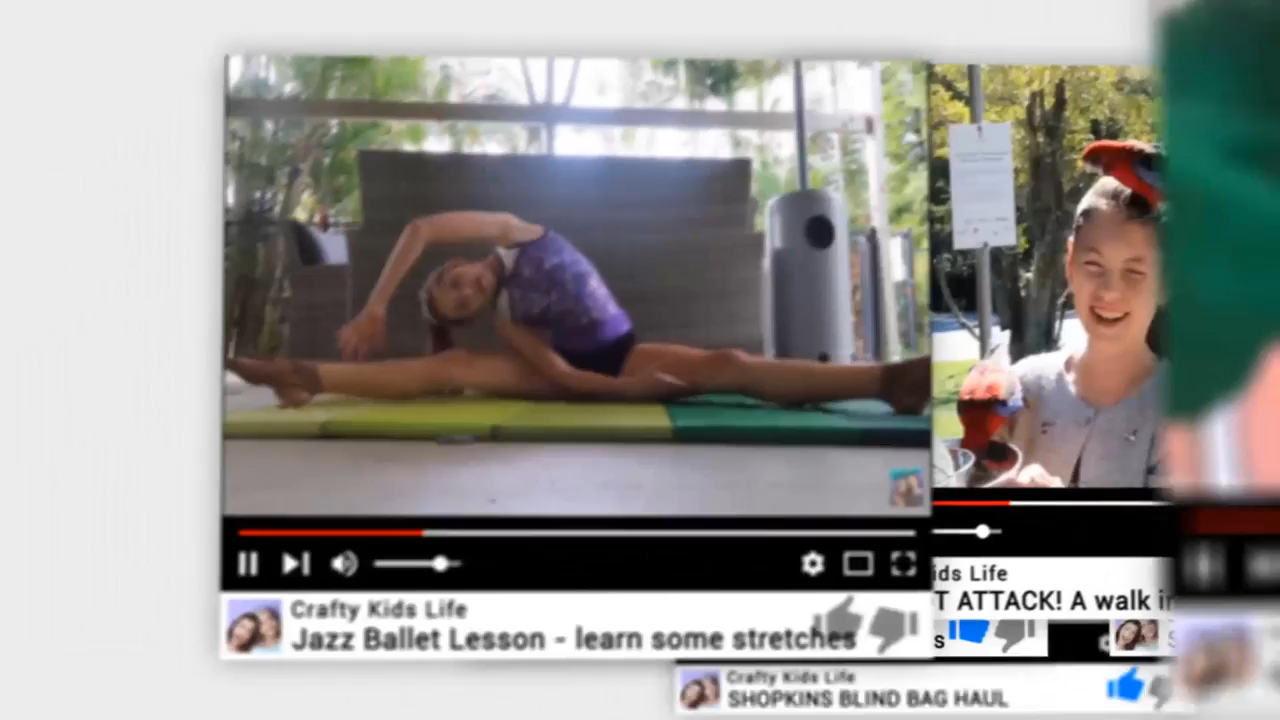 Crafty Kids Life
Jazz Ballet Lesson - learn some stretches
ids Life
T ATTACK! A walk in
s
Crafty Kids Life
SHOPKINS BLIND BAG HAUL